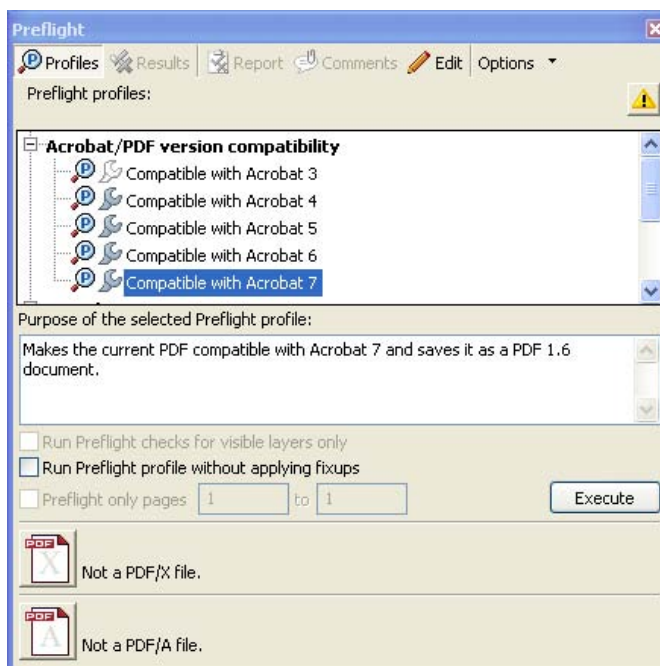 Preflight
Profiles Results Report Comments Edit Options
Preflight profiles:
Acrobat/PDF version compatibility
Compatible with Acrobat 3
Compatible with Acrobat 4
Compatible with Acrobat 5
Compatible with Acrobat 6
Compatible with Acrobat 7
Purpose of the selected Preflight profile:
Makes the current PDF compatible with Acrobat 7 and saves it as a PDF 1.6
document.
Run Preflight checks for visible layers only
Run Preflight profile without applying fixups
Preflight only pages 1 to 1 Execute
PDF X Not a PDF/X file.
PDF A Not a PDF/A file.